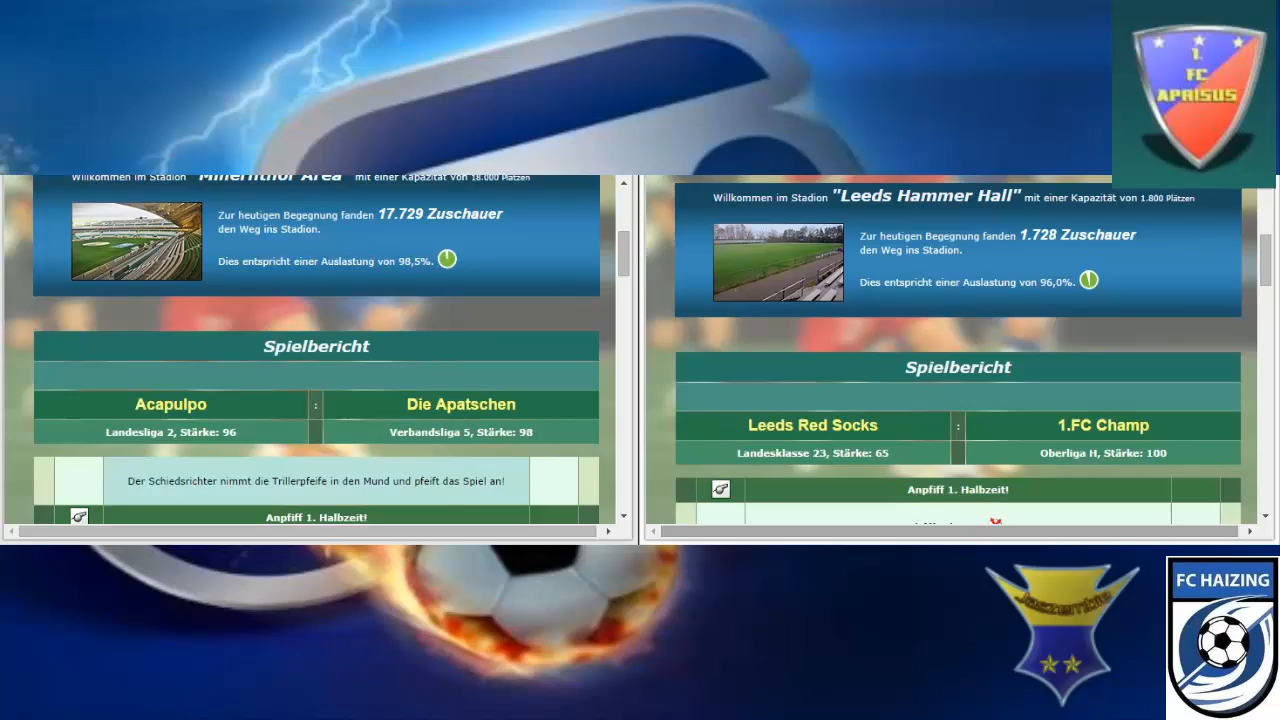 1.
FC
APRISUS
Willkommen im Stadion "Millernthor Area" mit einer Kapazität von 18.000 Plätzen
Zur heutigen Begegnung fanden 17.729 Zuschauer
den Weg ins Stadion.
Dies entspricht einer Auslastung von 98,5%.
Spielbericht
Acapulpo : Die Apatschen
Landesliga 2, Stärke: 96 Verbandsliga 5, Stärke: 98
Der Schiedsrichter nimmt die Trillerpfeife in den Mund und pfeift das Spiel an!
Anpfiff 1. Halbzeit!
Willkommen im Stadion "Leeds Hammer Hall" mit einer Kapazität von 1.800 Plätzen
Zur heutigen Begegnung fanden 1.728 Zuschauer
den Weg ins Stadion.
Dies entspricht einer Auslastung von 96,0%.
Spielbericht
Leeds Red Socks : 1.FC Champ
Landesklasse 23, Stärke: 65 Oberliga H, Stärke: 100
Anpfiff 1. Halbzeit!
FC HAIZING